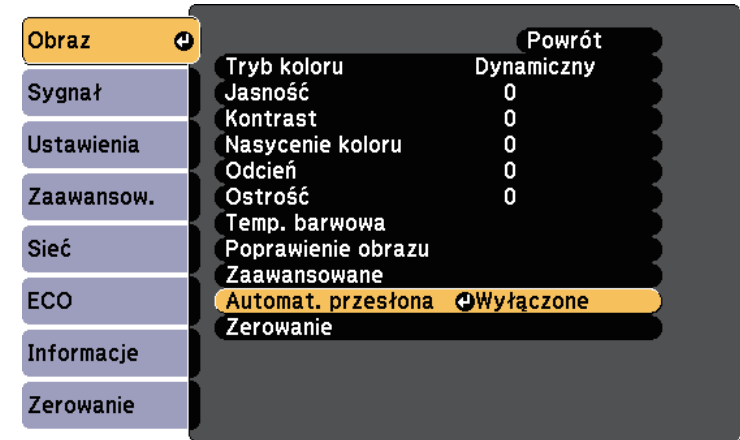 Obraz
Sygnał
Ustawienia
Zaawansow.
Sieć
ECO
Informacje
Zerowanie
Powrót
Tryb koloru Dynamiczny
Jasność 0
Kontrast 0
Nasycenie koloru 0
Odcień 0
Ostrość 0
Temp. barwowa
Poprawienie obrazu
Zaawansowane
Automat. przesłona Wyłączone
Zerowanie